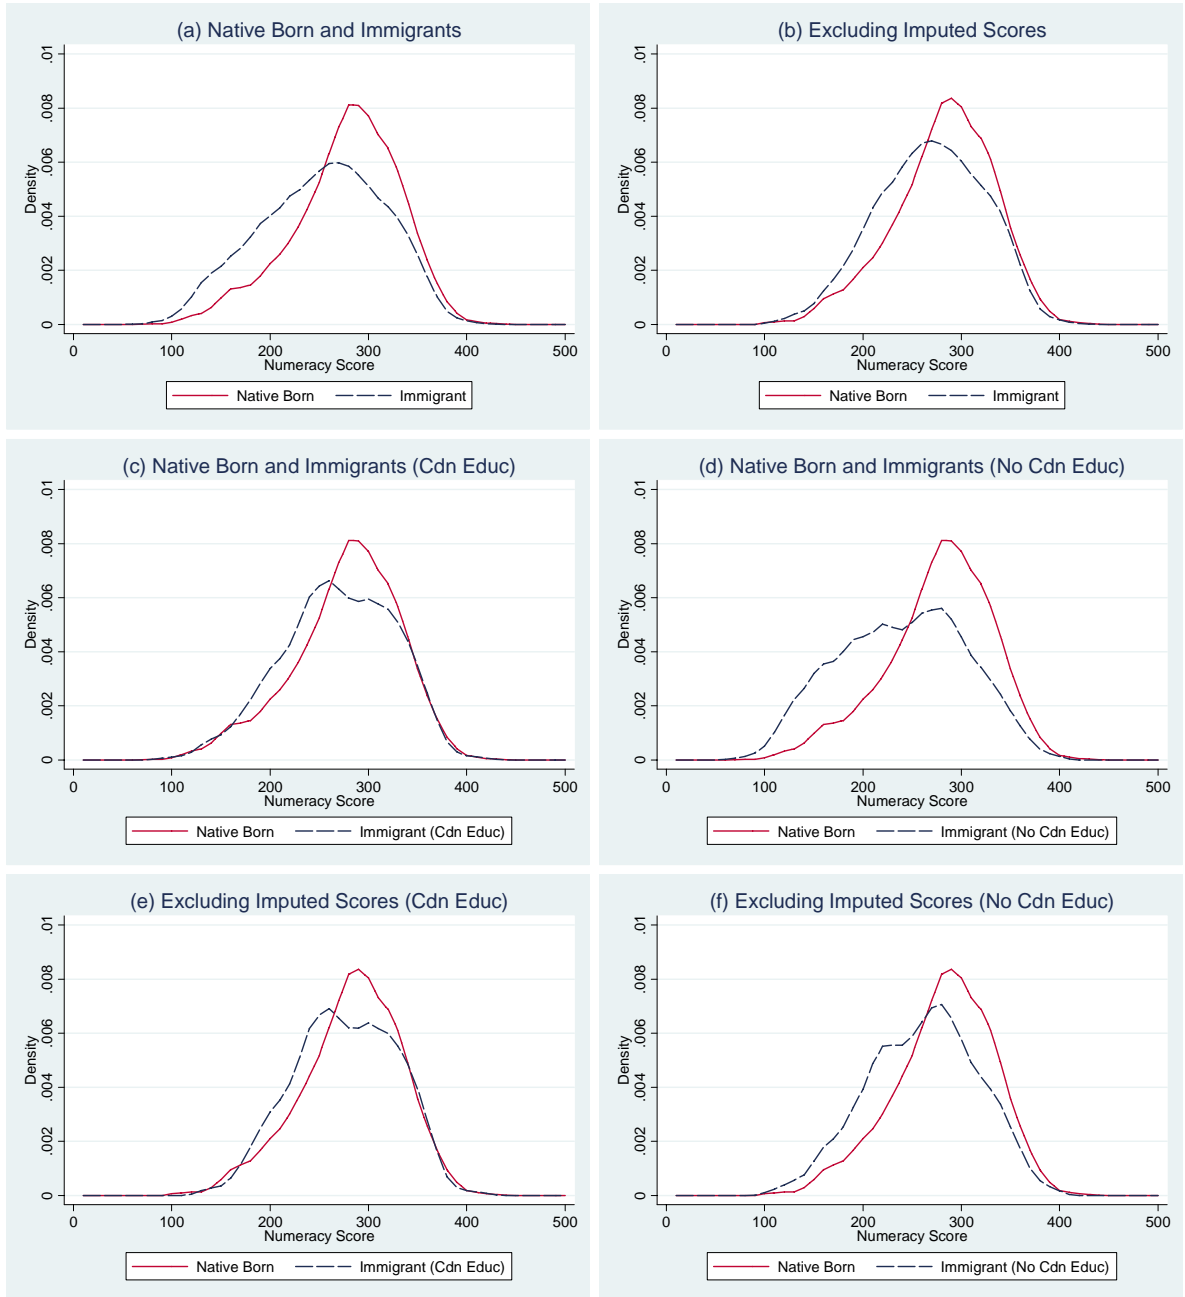 (a) Native Born and Immigrants
Density
0 .002 .004 .006 .008 .01
0 100 200 300 400 500
Numeracy Score
Native Born Immigrant
(b) Excluding Imputed Scores
Density
0 .002 .004 .006 .008 .01
0 100 200 300 400 500
Numeracy Score
Native Born Immigrant
(c) Native Born and Immigrants (Cdn Educ)
Density
0 .002 .004 .006 .008 .01
0 100 200 300 400 500
Numeracy Score
Native Born Immigrant (Cdn Educ)
(d) Native Born and Immigrants (No Cdn Educ)
Density
0 .002 .004 .006 .008 .01
0 100 200 300 400 500
Numeracy Score
Native Born Immigrant (No Cdn Educ)
(e) Excluding Imputed Scores (Cdn Educ)
Density
0 .002 .004 .006 .008 .01
0 100 200 300 400 500
Numeracy Score
Native Born Immigrant (Cdn Educ)
(f) Excluding Imputed Scores (No Cdn Educ)
Density
0 .002 .004 .006 .008 .01
0 100 200 300 400 500
Numeracy Score
Native Born Immigrant (No Cdn Educ)